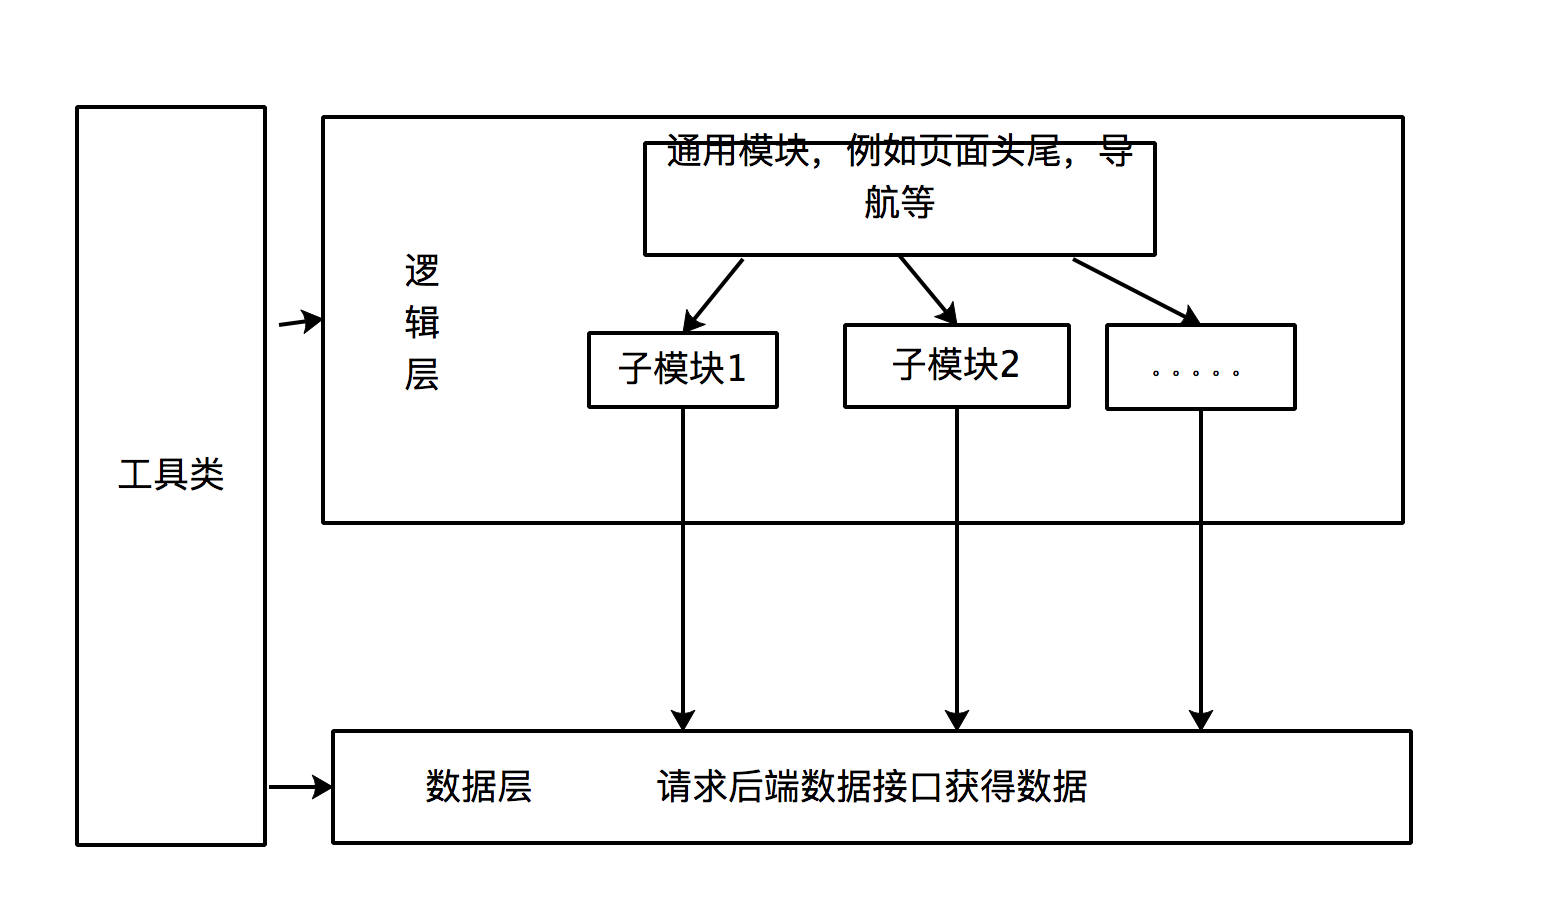 通用模块，例如页面头尾，导
航等
逻
辑
层
子模块1
子模块2
。。。。。
工具类
数据层
请求后端数据接口获得数据